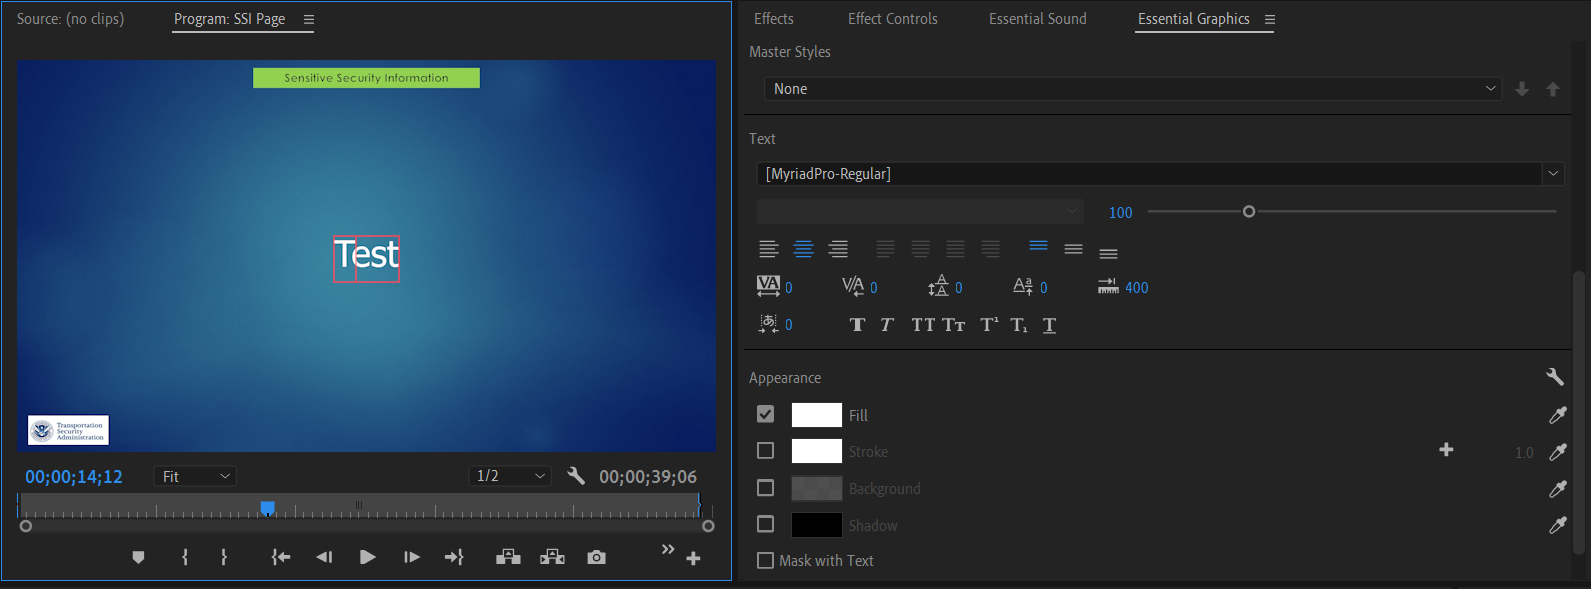 Source: (no clips)
Program: SSI Page
Sensitive Security Information
Test
Transportation
Security
Administration
00;00;14;12
Fit
1/2
00;00;39;06
Effects
Effect Controls
Essential Sound
Essential Graphics
Master Styles
None
Text
[MyriadPro-Regular]
100
0
0
0
0
400
0
Appearance
Fill
Stroke
1.0
Background
Shadow
Mask with Text